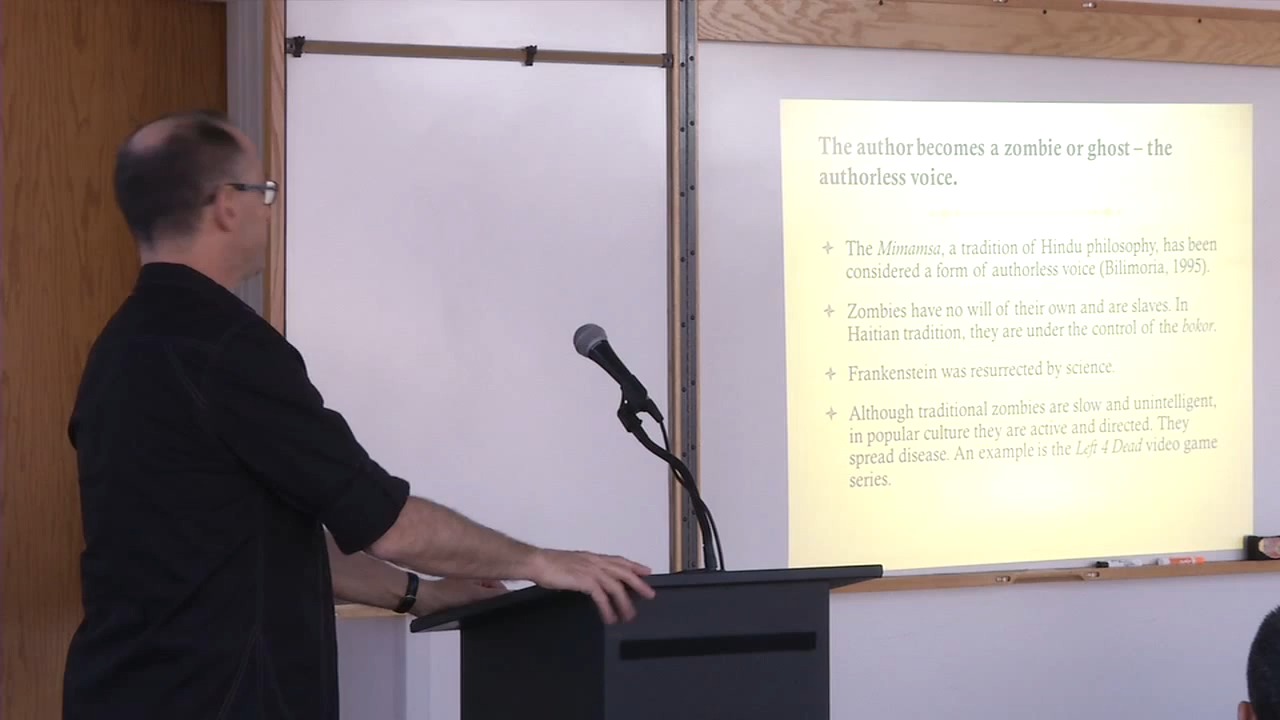 The author becomes a zombie or ghost – the
authorless voice.
The Mimamsa, a tradition of Hindu philosophy, has been
considered a form of authorless voice (Bilimoria, 1995).
Zombies have no will of their own and are slaves. In
Haitian tradition, they are under the control of the bokor.
Frankenstein was resurrected by science.
Although traditional zombies are slow and unintelligent,
in popular culture they are active and directed. They
spread disease. An example is the Left 4 Dead video game
series.